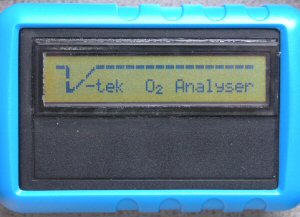 -tek O₂ Analyser